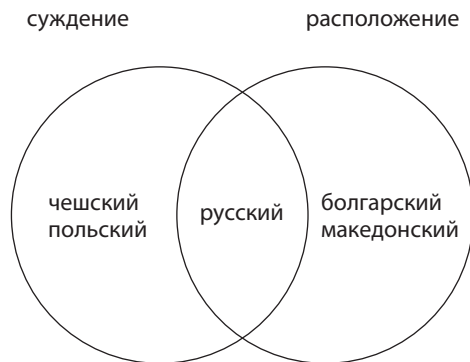 суждение
расположение
чешский
польский
русский
болгарский
македонский